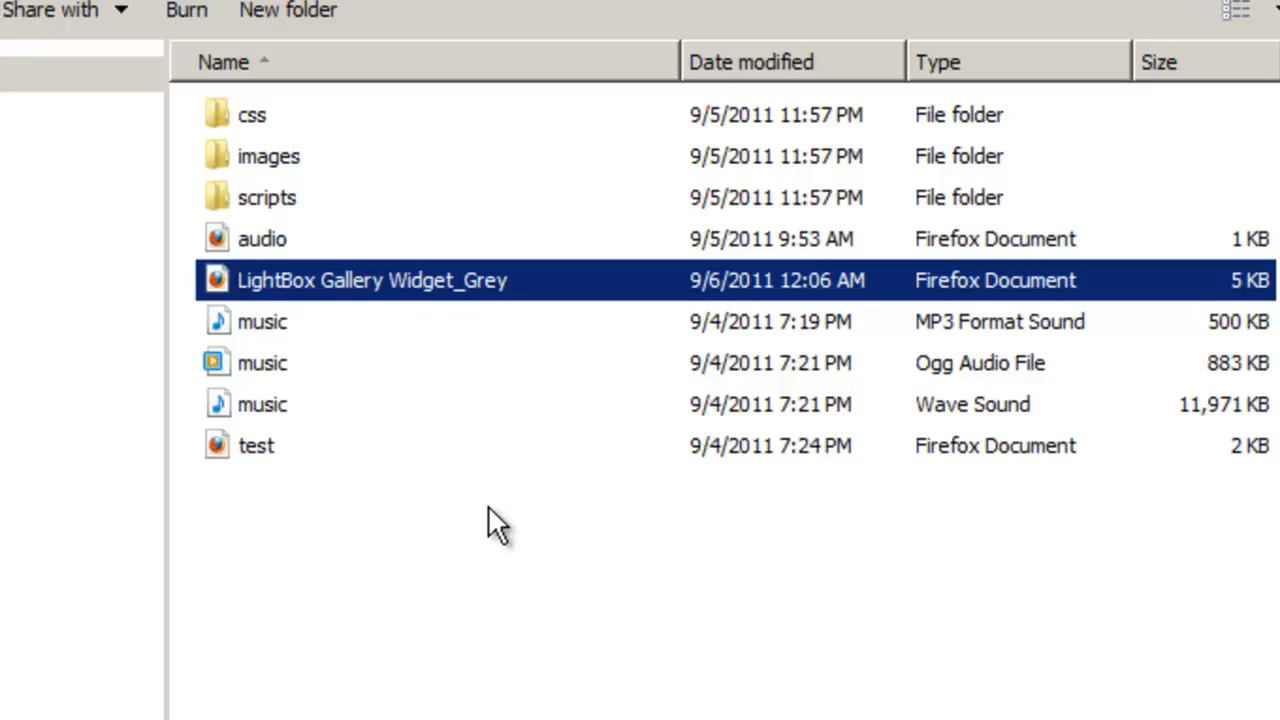 Share with Burn New folder
Name Date modified Type Size
css 9/5/2011 11:57 PM File folder
images 9/5/2011 11:57 PM File folder
scripts 9/5/2011 11:57 PM File folder
audio 9/5/2011 9:53 AM Firefox Document 1 KB
LightBox Gallery Widget_Grey 9/6/2011 12:06 AM Firefox Document 5 KB
music 9/4/2011 7:19 PM MP3 Format Sound 500 KB
music 9/4/2011 7:21 PM Ogg Audio File 883 KB
music 9/4/2011 7:21 PM Wave Sound 11,971 KB
test 9/4/2011 7:24 PM Firefox Document 2 KB